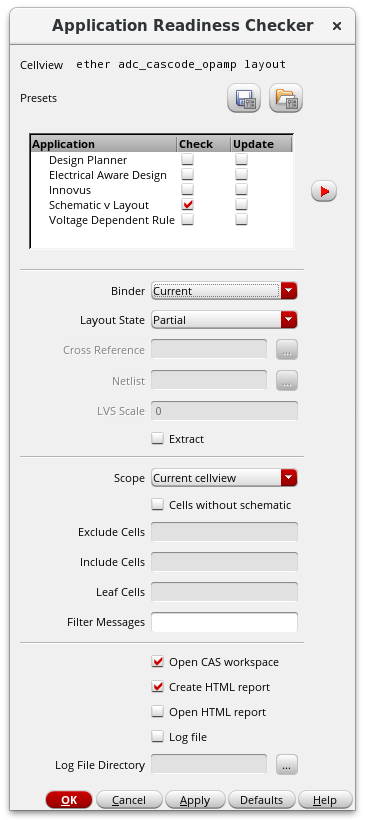 Application Readiness Checker
Cellview ether adc_cascode_opamp layout
Presets
Application Check Update
Design Planner
Electrical Aware Design
Innovus
Schematic v Layout
Voltage Dependent Rule
Binder Current
Layout State Partial
Cross Reference ...
Netlist ...
LVS Scale 0
Extract
Scope Current cellview
Cells without schematic
Exclude Cells
Include Cells
Leaf Cells
Filter Messages
Open CAS workspace
Create HTML report
Open HTML report
Log file
Log File Directory ...
OK Cancel Apply Defaults Help